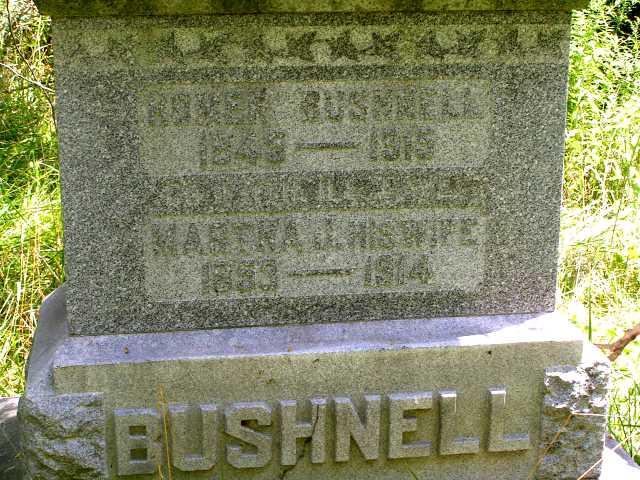 HOMER BUSHNELL
MARTHA J. HIS WIFE
1914
BUSHNELL